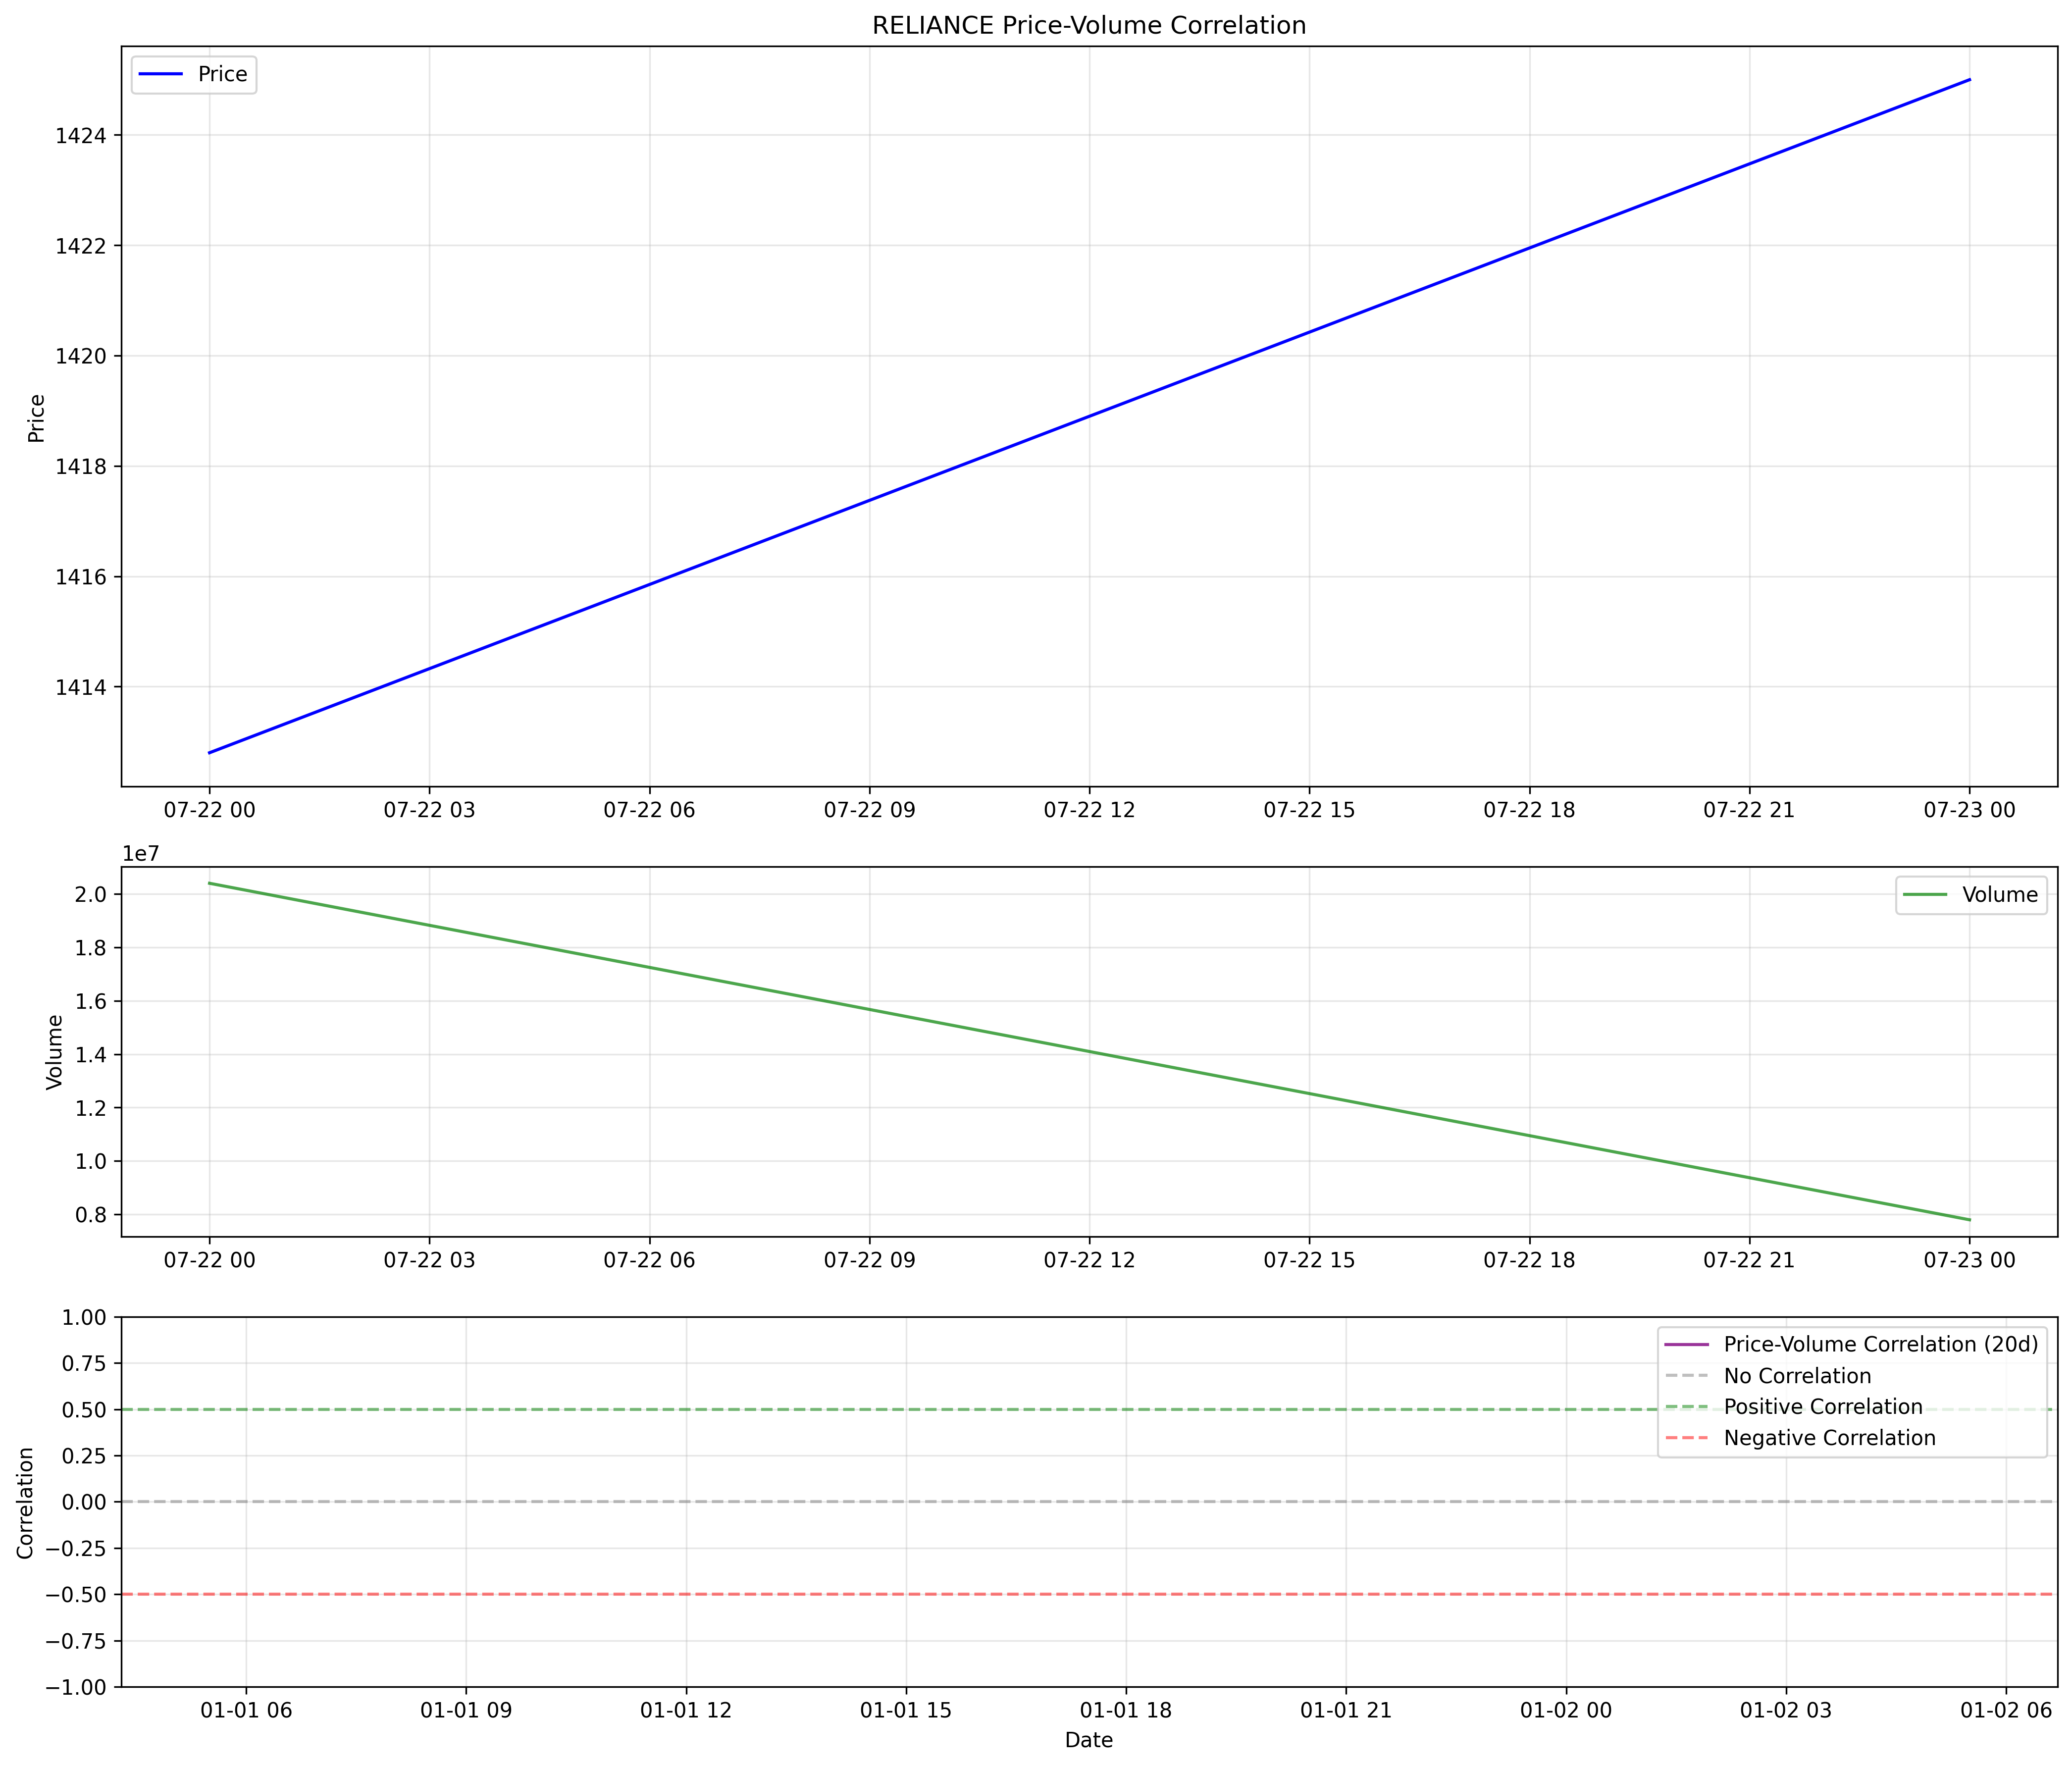 RELIANCE Price-Volume Correlation
Price
Price
1424
1422
1420
1418
1416
1414
07-22 00 07-22 03 07-22 06 07-22 09 07-22 12 07-22 15 07-22 18 07-22 21 07-23 00
1e7
Volume
Volume
2.0
1.8
1.6
1.4
1.2
1.0
0.8
07-22 00 07-22 03 07-22 06 07-22 09 07-22 12 07-22 15 07-22 18 07-22 21 07-23 00
Correlation
1.00
0.75
0.50
0.25
0.00
−0.25
−0.50
−0.75
−1.00
Price-Volume Correlation (20d)
No Correlation
Positive Correlation
Negative Correlation
01-01 06 01-01 09 01-01 12 01-01 15 01-01 18 01-01 21 01-02 00 01-02 03 01-02 06
Date